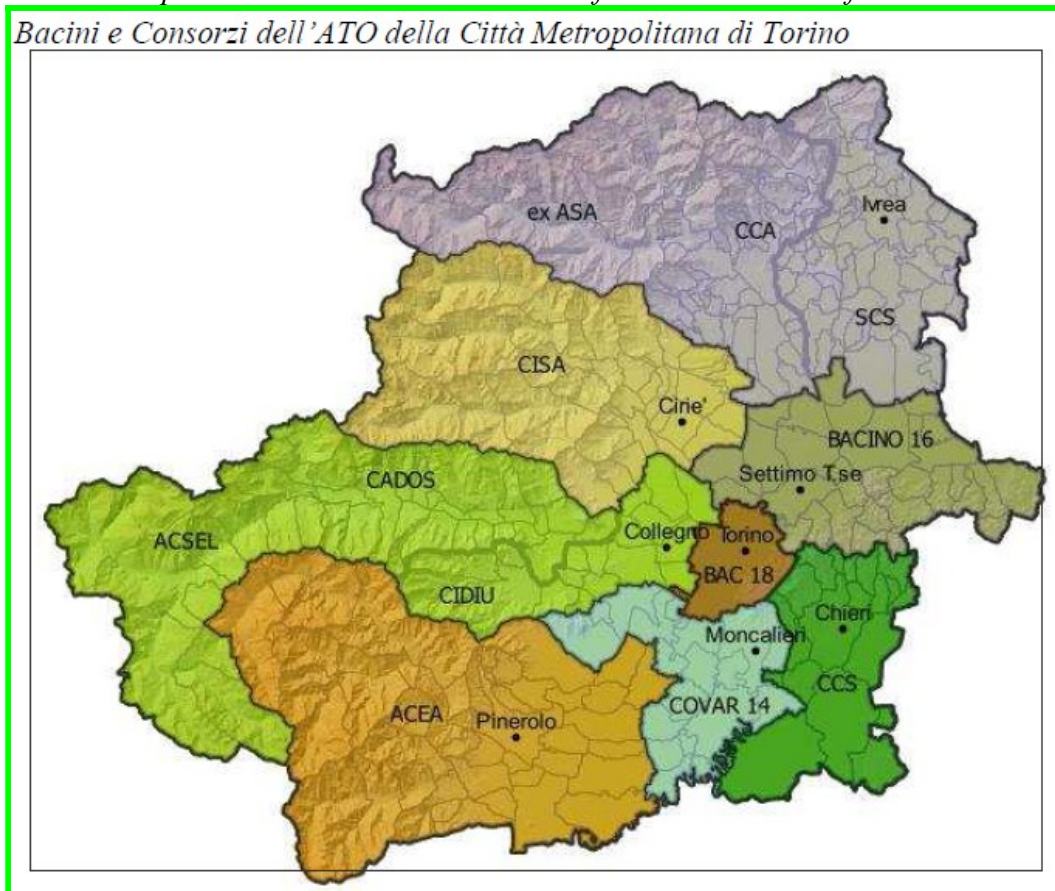 Bacini e Consorzi dell'ATO della Città Metropolitana di Torino
ex ASA
CCA
Ivrea
SCS
CISA
Cirie'
BACINO 16
Settimo T.se
CADOS
ACSEL
Collegno
Torino
BAC 18
CIDIU
Chieri
Moncalieri
CCS
COVAR 14
ACEA
Pinerolo